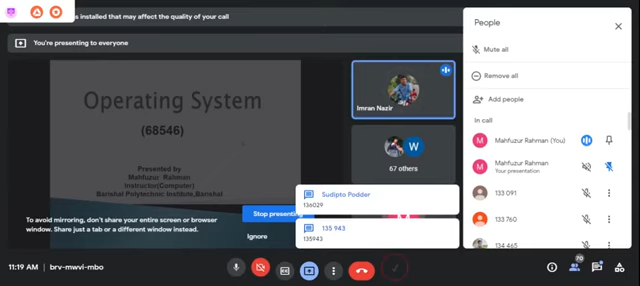 s installed that may affect the quality of your call
You're presenting to everyone
Operating System
(68546)
Presented by
Mahfuzur Rahman
Instructor(Computer)
Barishal Polytechnic Institute,Barishal
To avoid mirroring, don't share your entire screen or browser
window. Share just a tab or a different window instead.
Stop presenting
Ignore
Imran Nazir
W
67 others
Sudipto Podder
136029
135 943
135943
M
People
Mute all
Remove all
Add people
In call
M
Mahfuzur Rahman (You)
M
Mahfuzur Rahman
Your presentation
133 091
133 760
134 465
11:19 AM
brv-mwvi-mbo
70